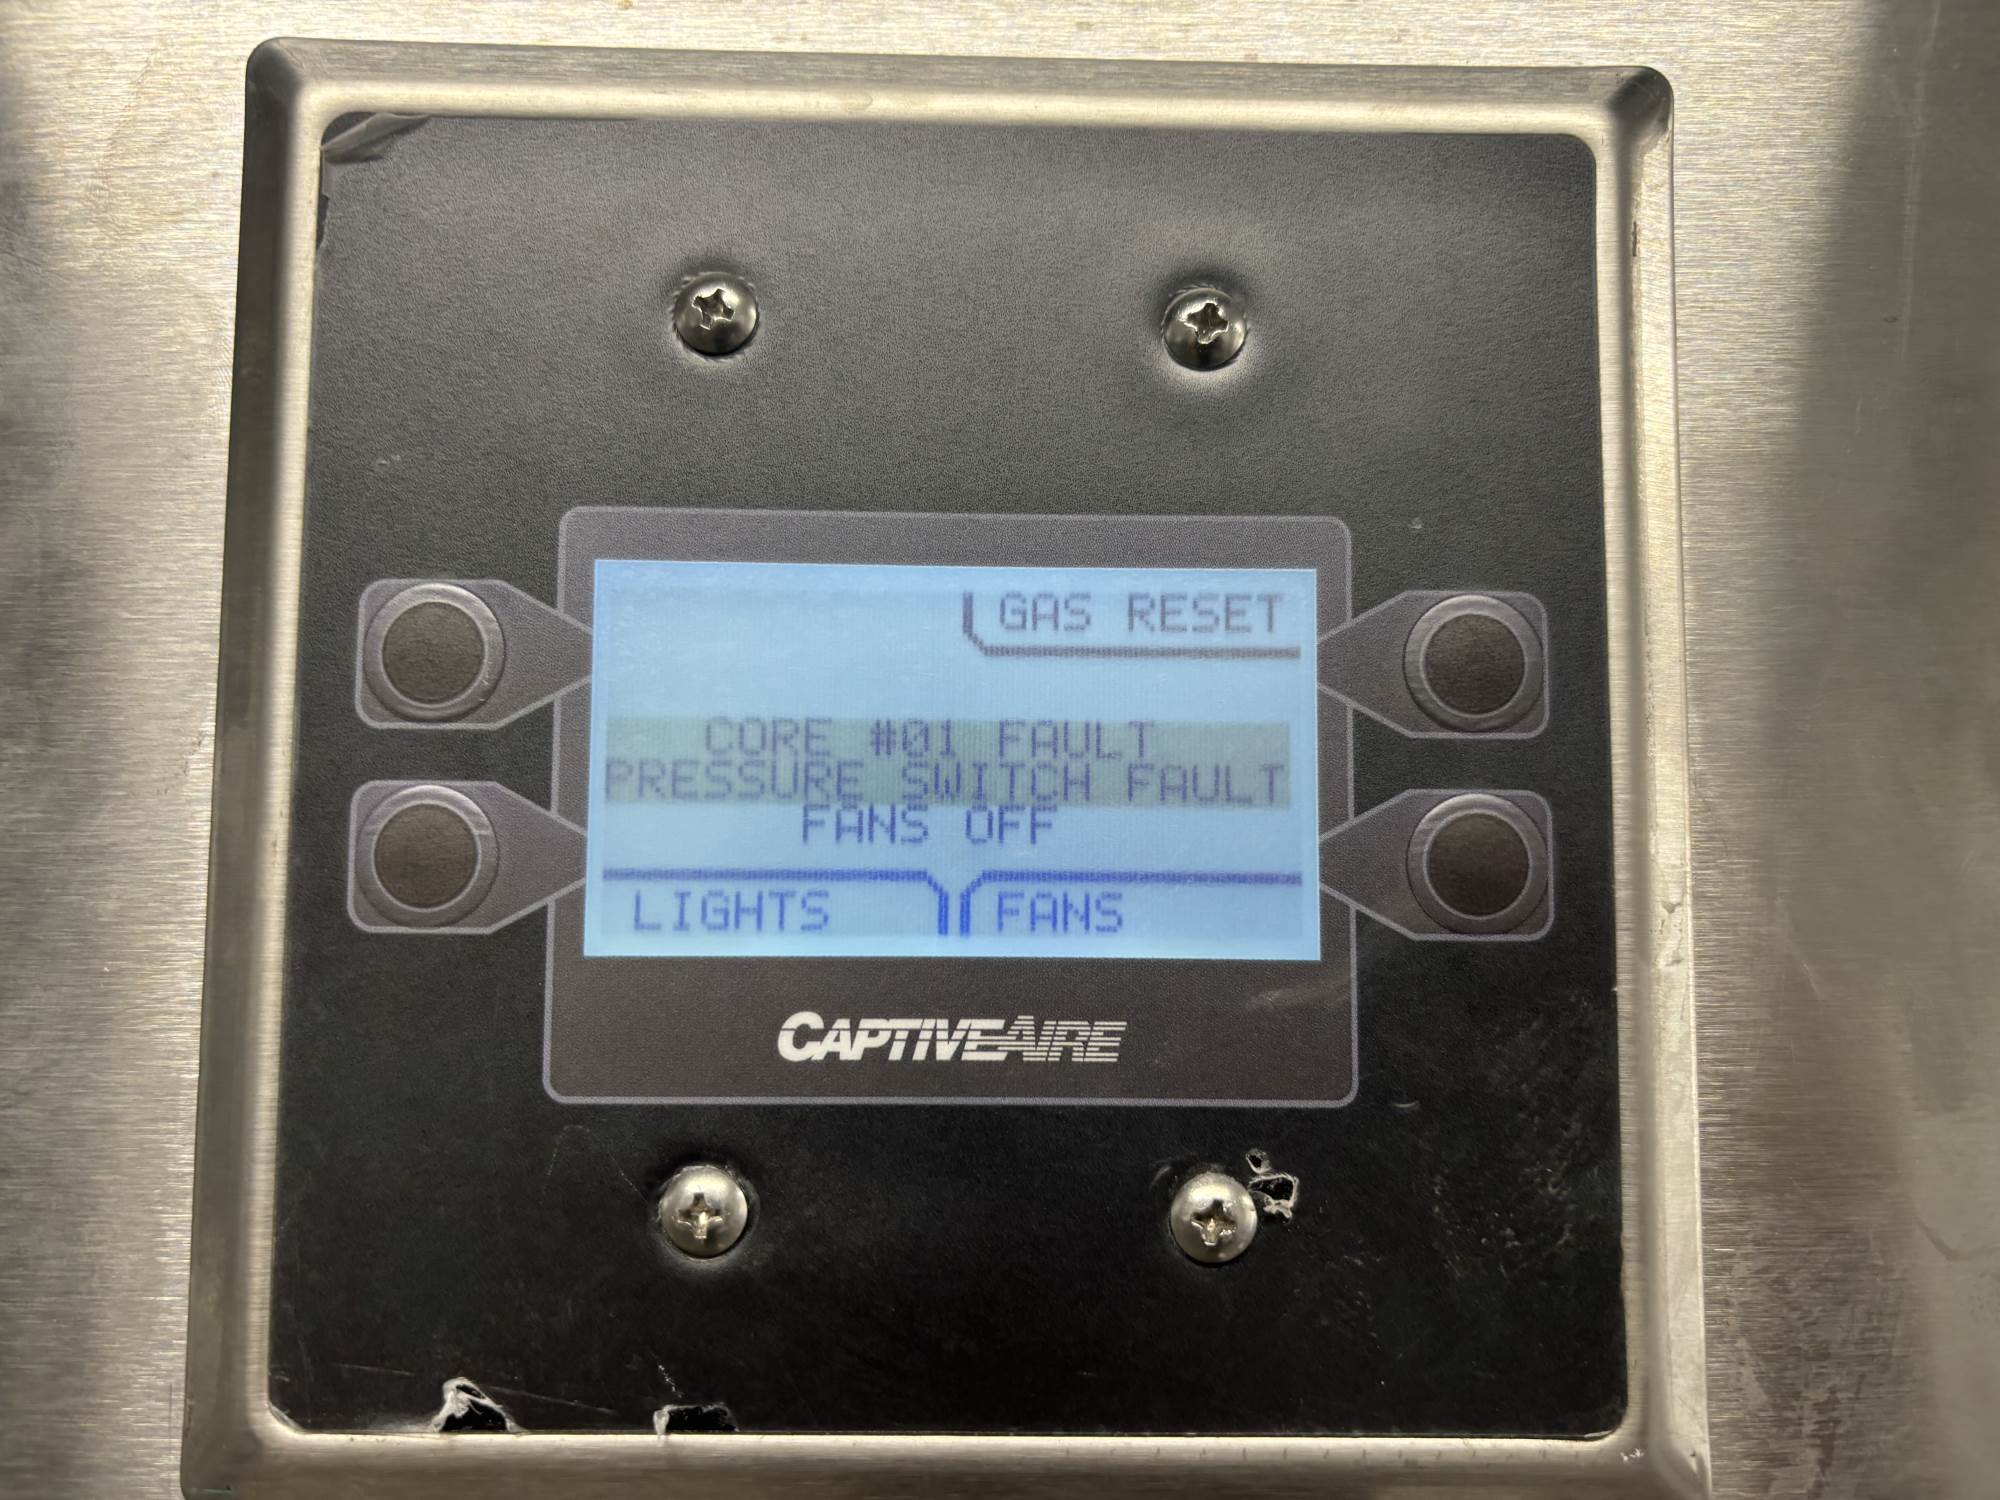 GAS RESET
CORE #01 FAULT
PRESSURE SWITCH FAULT
FANS OFF
LIGHTS FANS
CAPTIVEAIRE